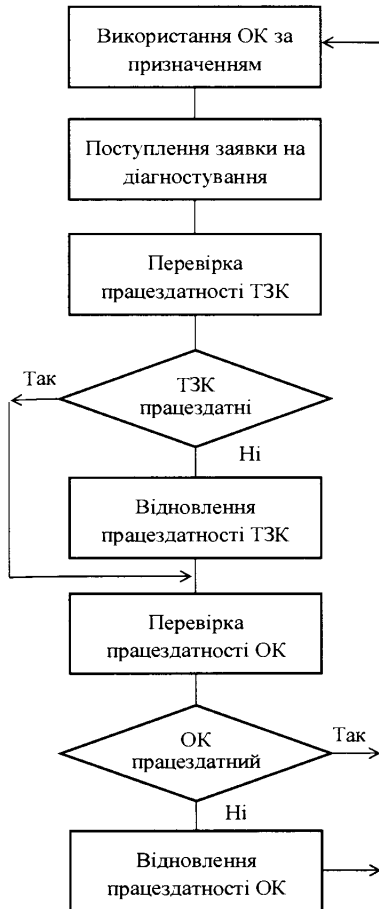 Використання ОК за
призначенням
Поступлення заявки на
діагностування
Перевірка
працездатності ТЗК
Так
ТЗК
працездатні
Ні
Відновлення
працездатності ТЗК
Перевірка
працездатності ОК
ОК
працездатний
Так
Ні
Відновлення
працездатності ОК